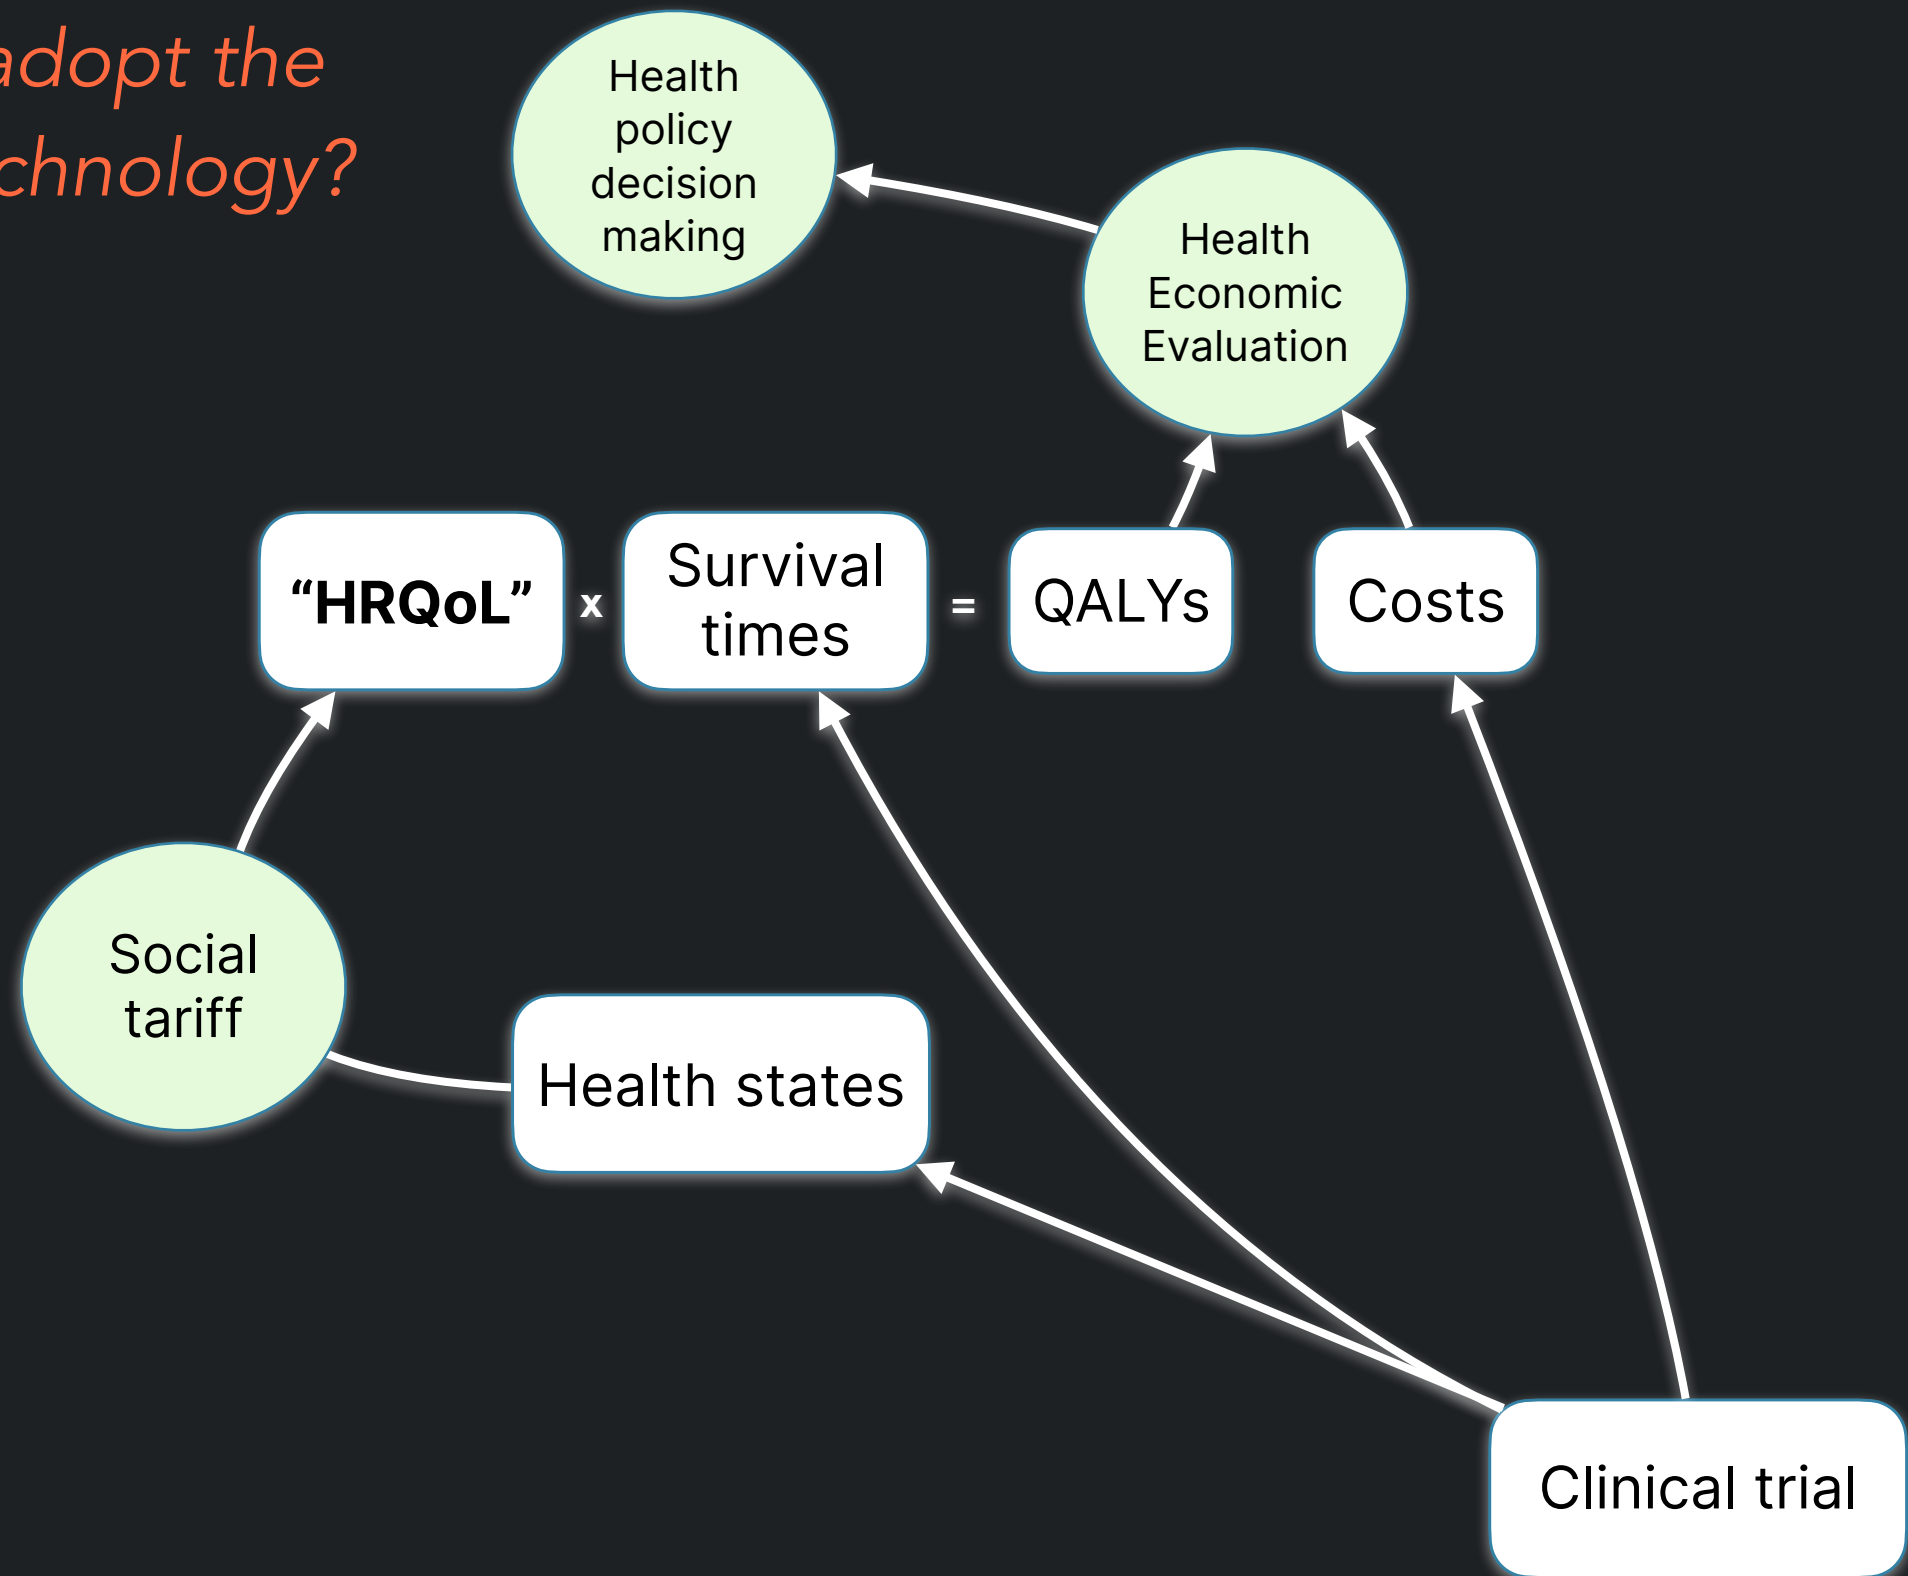 adopt the
chnology?
Health
policy
decision
making
Health
Economic
Evaluation
“HRQoL” x Survival times = QALYs Costs
Social
tariff
Health states
Clinical trial